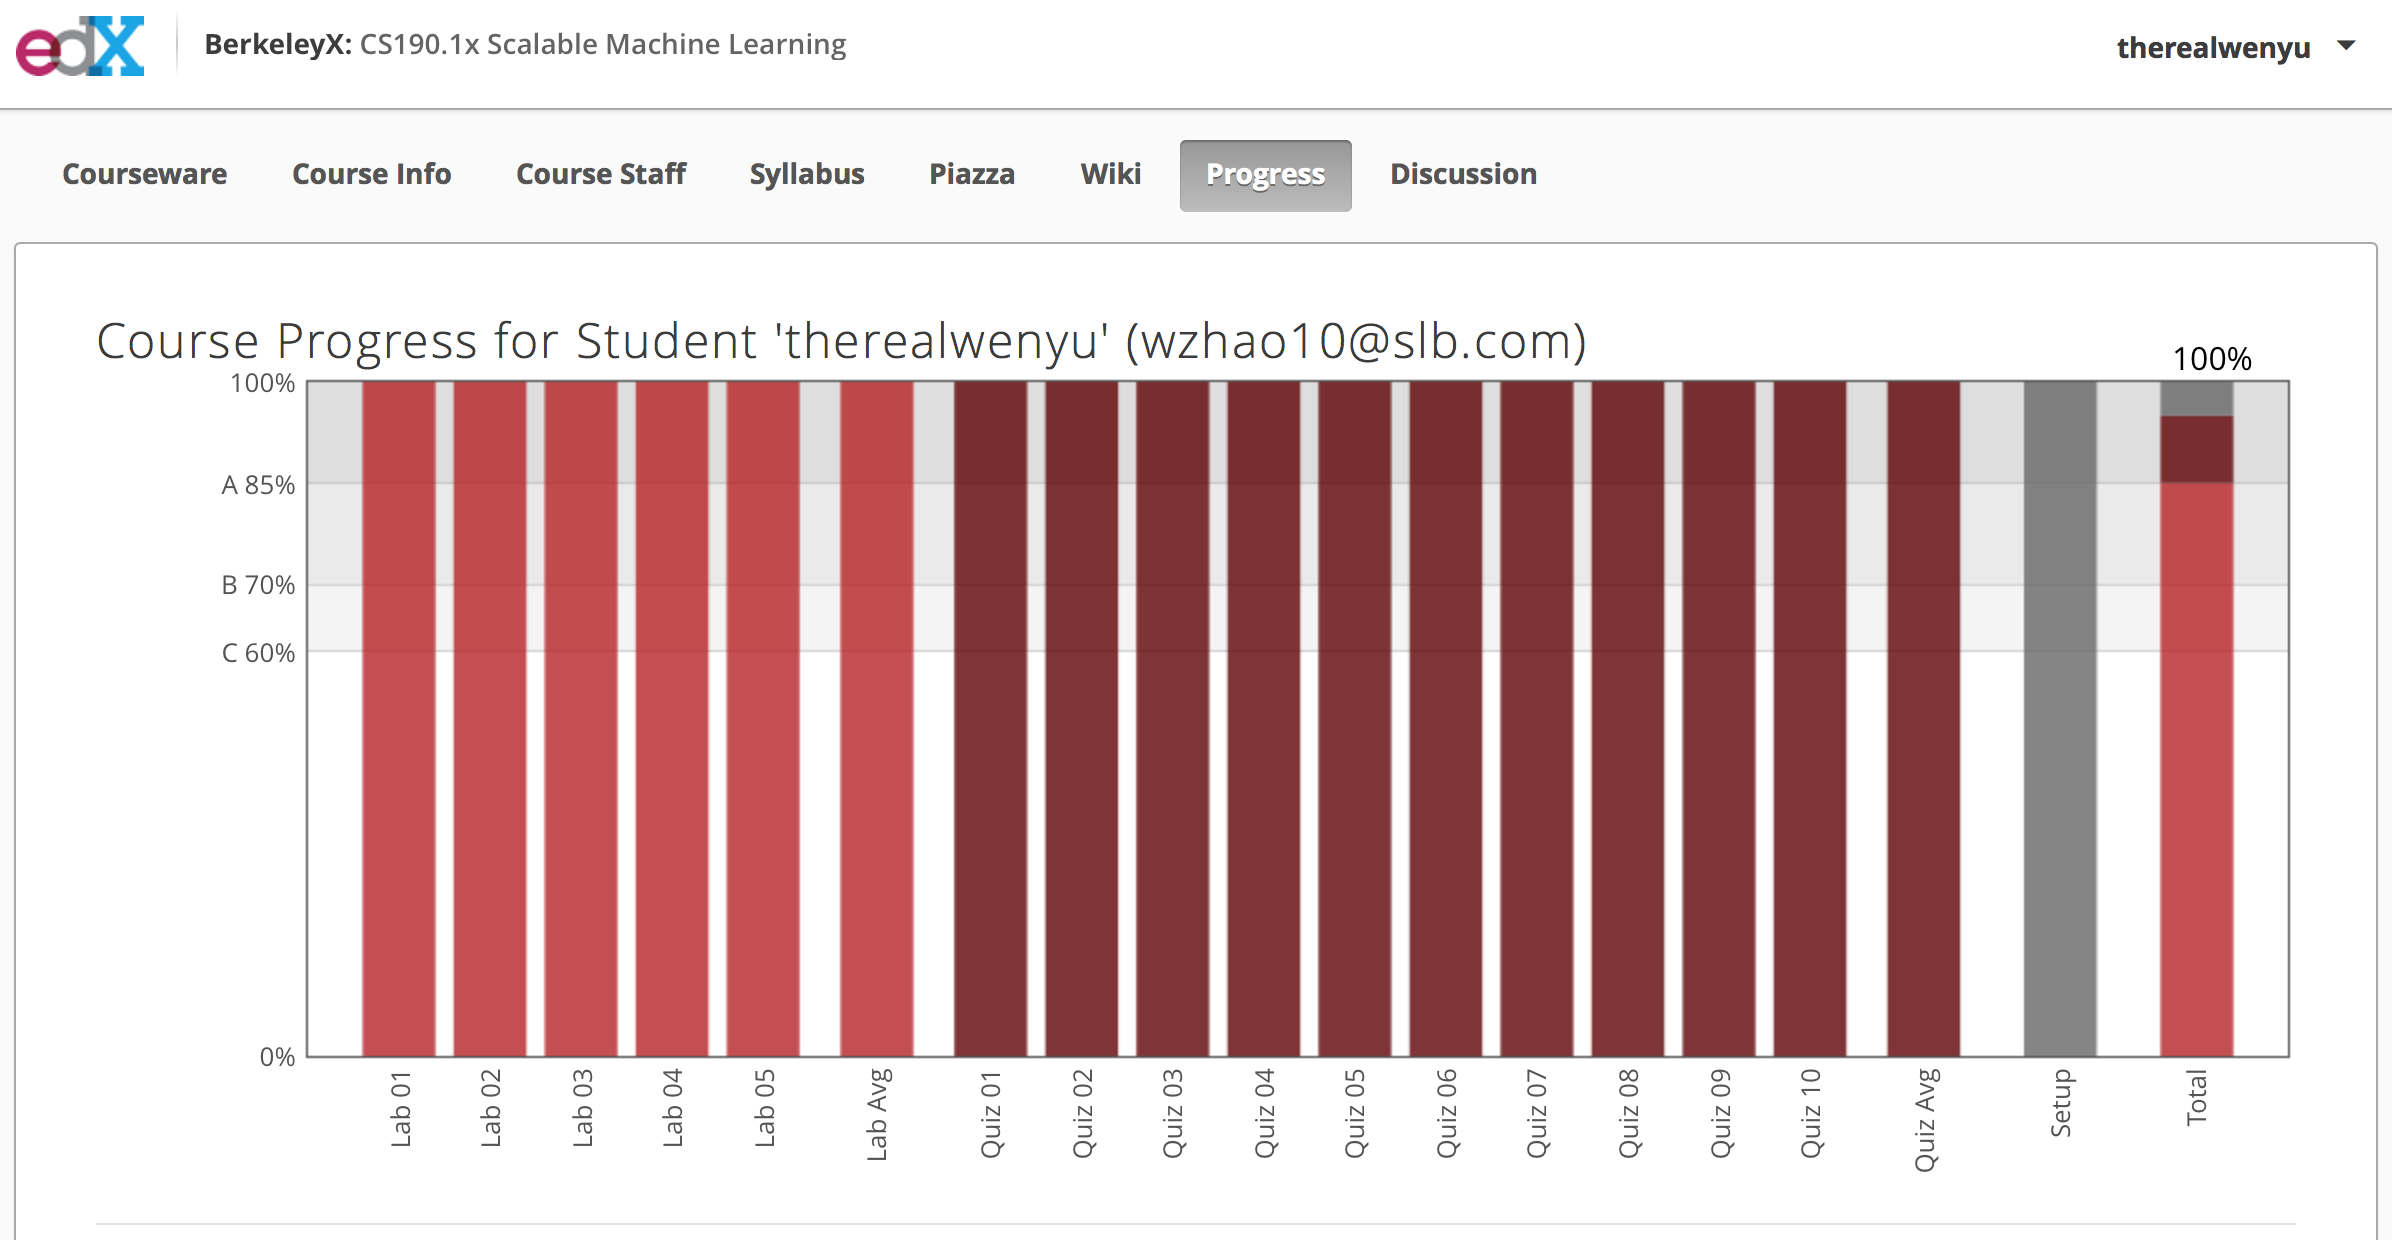 edX
BerkeleyX: CS190.1x Scalable Machine Learning
therealwenyu
Courseware
Course Info
Course Staff
Syllabus
Piazza
Wiki
Progress
Discussion
Course Progress for Student 'therealwenyu' (wzhao10@slb.com)
100%
100%
A 85%
B 70%
C 60%
0%
Lab 01
Lab 02
Lab 03
Lab 04
Lab 05
Lab Avg
Quiz 01
Quiz 02
Quiz 03
Quiz 04
Quiz 05
Quiz 06
Quiz 07
Quiz 08
Quiz 09
Quiz 10
Quiz Avg
Setup
Total